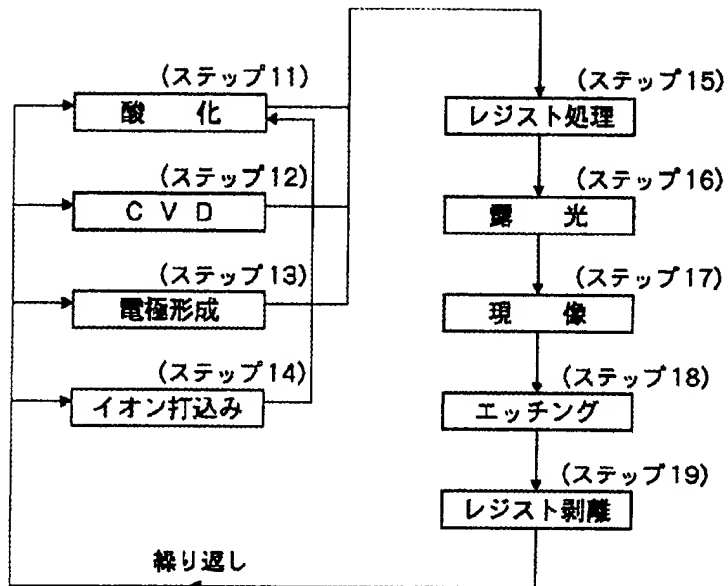 (ステップ11)
酸 化
(ステップ12)
C V D
(ステップ13)
電極形成
(ステップ14)
イオン打込み
(ステップ15)
レジスト処理
(ステップ16)
露 光
(ステップ17)
現 像
(ステップ18)
エッチング
(ステップ19)
レジスト剥離
繰り返し